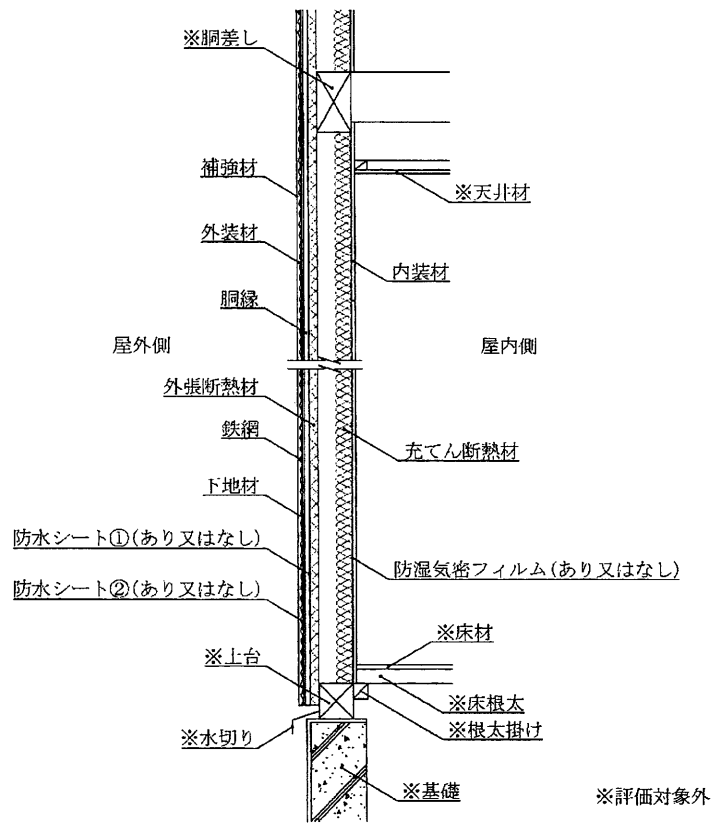 ※胴差し
補強材
※天井材
外装材
内装材
胴縁
屋外側
屋内側
外張断熱材
鉄網
充てん断熱材
下地材
防水シート①(あり又はなし)
防湿気密フィルム(あり又はなし)
防水シート②(あり又はなし)
※床材
※土台
※床根太
※水切り
※根太掛け
※基礎
※評価対象外